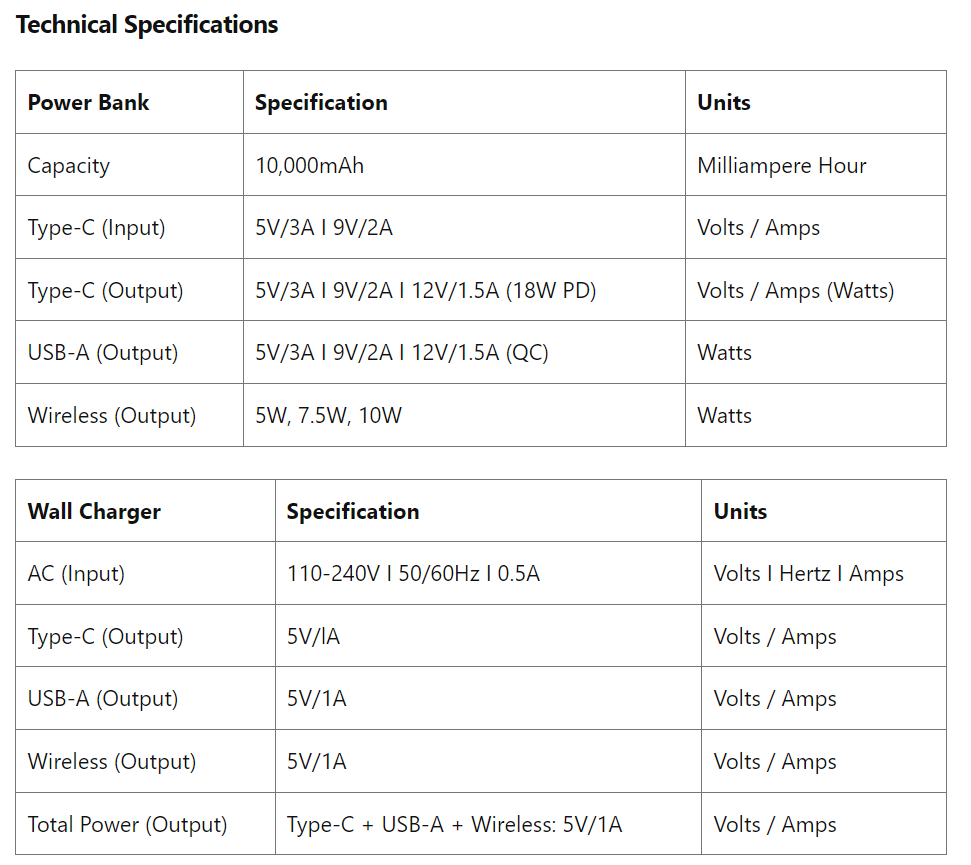 Technical Specifications
Power Bank Specification Units
Capacity 10,000mAh Milliampere Hour
Type-C (Input) 5V/3A I 9V/2A Volts / Amps
Type-C (Output) 5V/3A I 9V/2A I 12V/1.5A (18W PD) Volts / Amps (Watts)
USB-A (Output) 5V/3A I 9V/2A I 12V/1.5A (QC) Watts
Wireless (Output) 5W, 7.5W, 10W Watts
Wall Charger Specification Units
AC (Input) 110-240V I 50/60Hz I 0.5A Volts I Hertz I Amps
Type-C (Output) 5V/lA Volts / Amps
USB-A (Output) 5V/1A Volts / Amps
Wireless (Output) 5V/1A Volts / Amps
Total Power (Output) Type-C + USB-A + Wireless: 5V/1A Volts / Amps